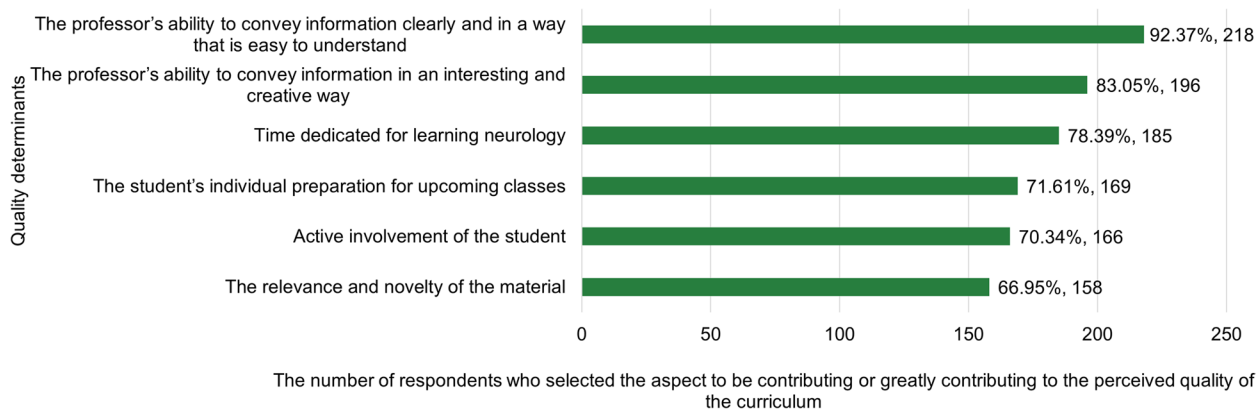 Quality determinants
The professor’s ability to convey information clearly and in a way
that is easy to understand
92.37%, 218
The professor’s ability to convey information in an interesting and
creative way
83.05%, 196
Time dedicated for learning neurology
78.39%, 185
The student’s individual preparation for upcoming classes
71.61%, 169
Active involvement of the student
70.34%, 166
The relevance and novelty of the material
66.95%, 158
0 50 100 150 200 250
The number of respondents who selected the aspect to be contributing or greatly contributing to the perceived quality of
the curriculum